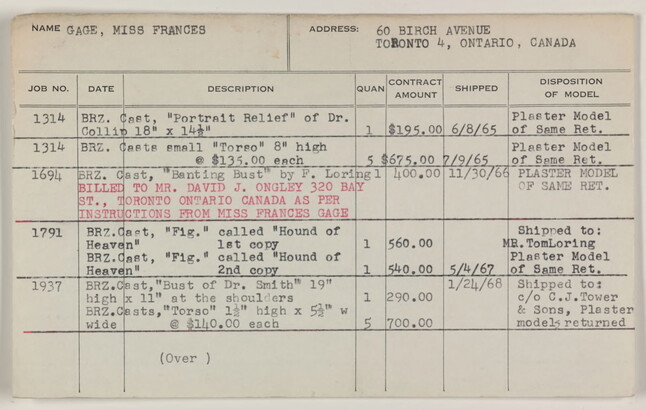 NAME GAGE, MISS FRANCES
ADDRESS: 60 BIRCH AVENUE
TORONTO 4, ONTARIO, CANADA
JOB NO. DATE DESCRIPTION QUAN CONTRACT AMOUNT SHIPPED DISPOSITION OF MODEL
1314 BRZ. Cast, "Portrait Relief" of Dr. Plaster Model
Collip 18" x 14½" 1 $195.00 6/8/65 of Same Ret.
1314 BRZ. Casts small "Torso" 8" high Plaster Model
@ $135.00 each 5 $675.00 7/9/65 of Same Ret.
1694 BRZ. Cast, "Banting Bust" by F. Loring 1 400.00 11/30/66 PLASTER MODEL
BILLED TO MR. DAVID J. ONGLEY 320 BAY OF SAME RET.
ST., TORONTO ONTARIO CANADA AS PER
INSTRUCTIONS FROM MISS FRANCES GAGE
1791 BRZ.Cast, "Fig." called "Hound of Shipped to:
Heaven" 1st copy 1 560.00 MR.TomLoring
BRZ.Cast, "Fig." called "Hound of Plaster Model
Heaven" 2nd copy 1 540.00 5/4/67 of Same Ret.
1937 BRZ.Cast,"Bust of Dr. Smith" 19" 1/24/68 Shipped to:
high x 11" at the shoulders 1 290.00 c/o C.J.Tower
BRZ.Casts,"Torso" 1½" high x 5¾" w & Sons, Plaster
wide @ $140.00 each 5 700.00 models returned
(Over )